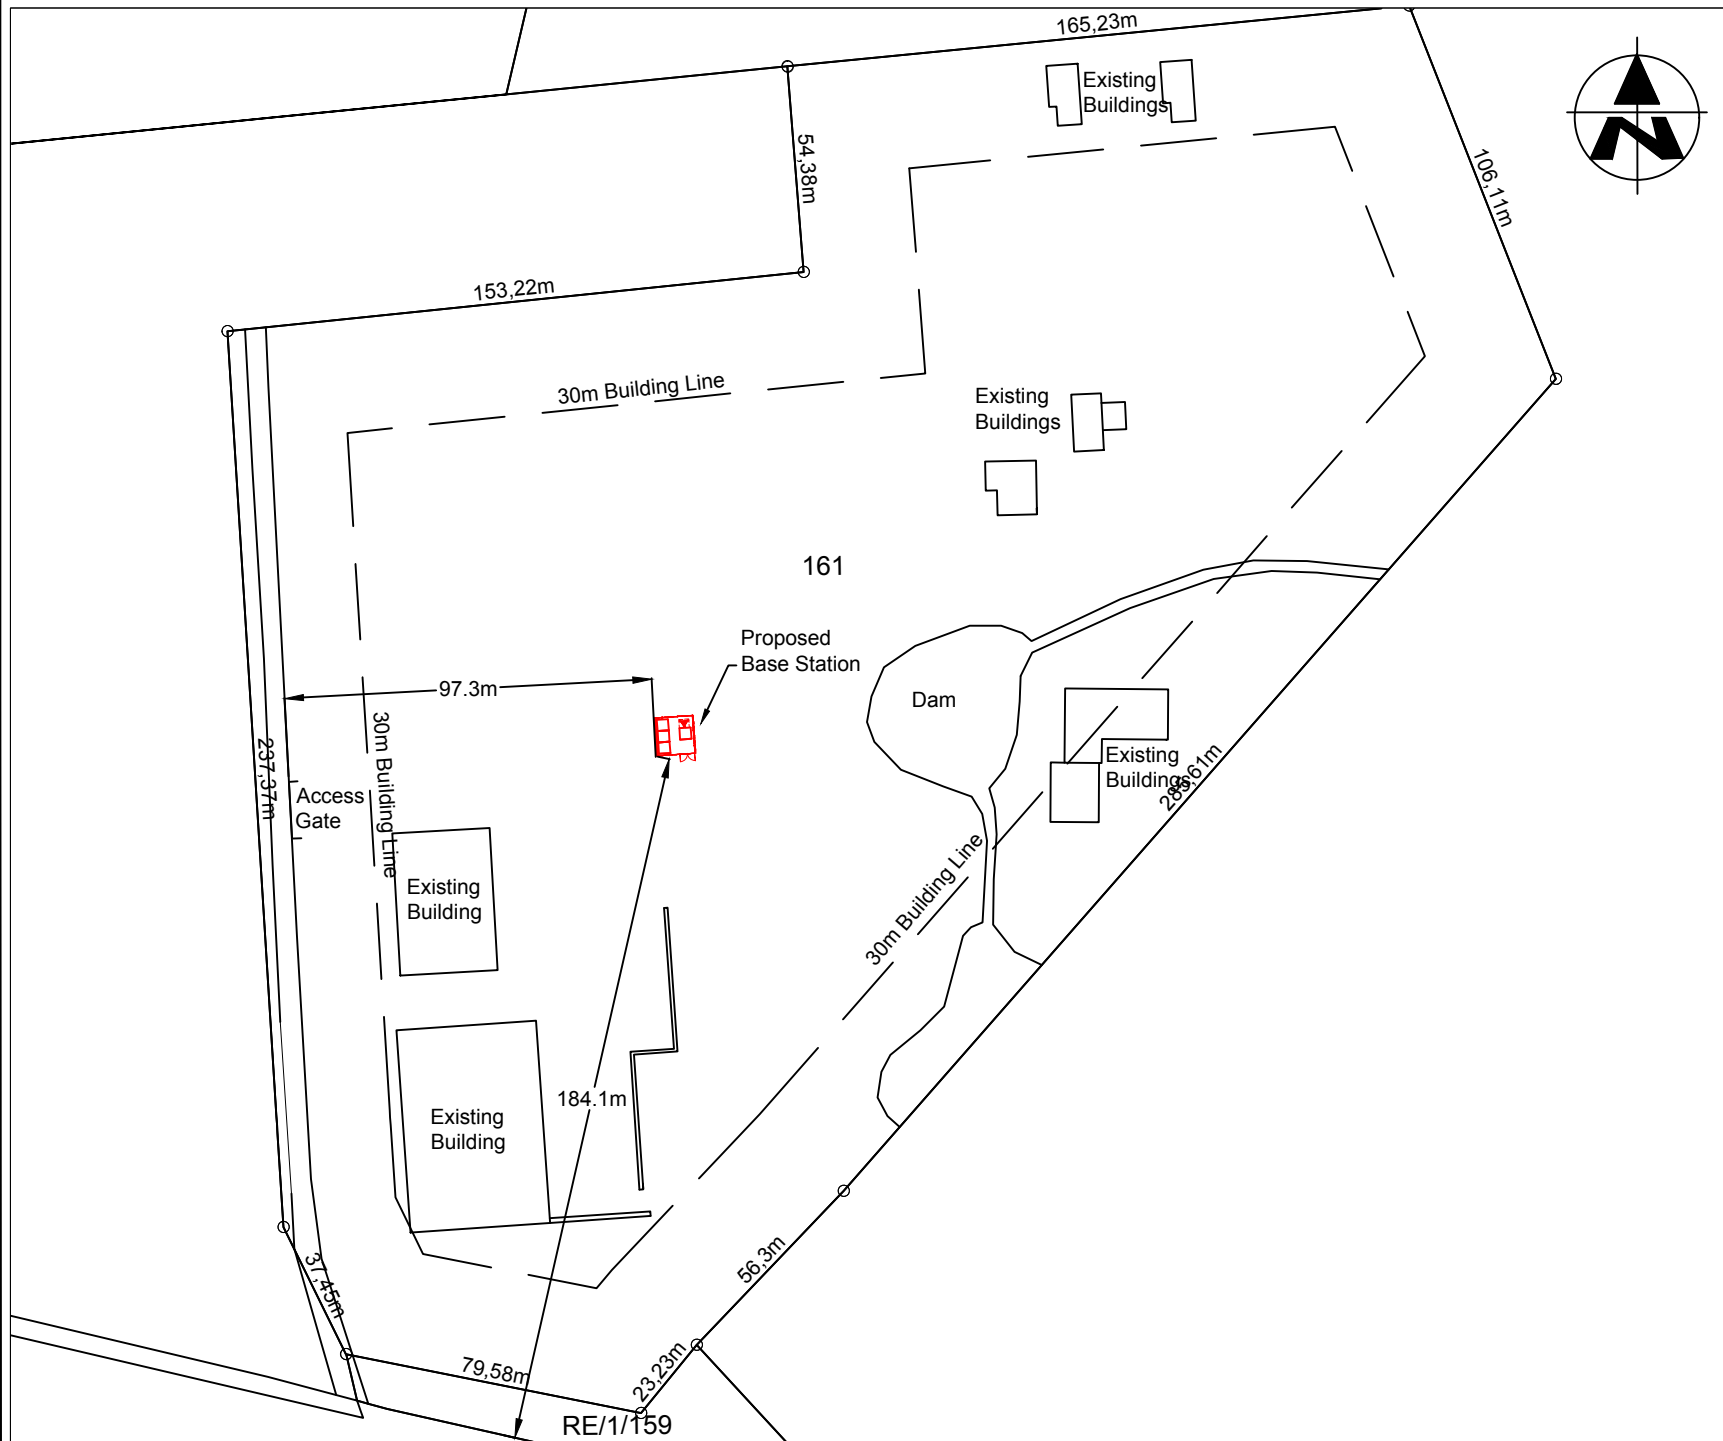 165,23m
Existing
Buildings
N
54,38m
106,11m
153,22m
30m Building Line
Existing
Buildings
161
Proposed
Base Station
97.3m
Dam
30m Building Line
237,37m
Existing
Buildings
285,61m
Access
Gate
30m Building Line
Existing
Building
184.1m
Existing
Building
56,3m
37,45m
23,23m
79,58m
RE/1/159